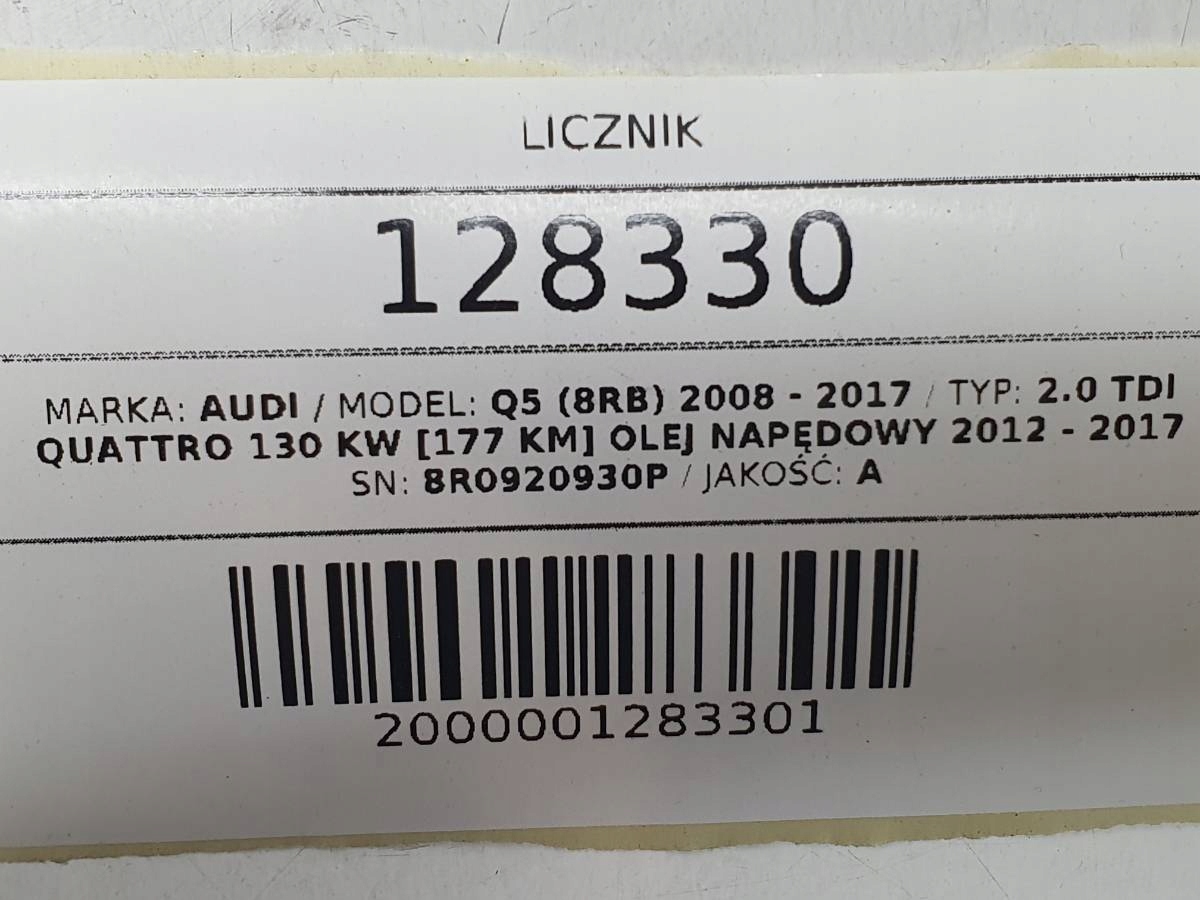 LICZNIK
128330
MARKA: AUDI / MODEL: Q5 (8RB) 2008 - 2017 / TYP: 2.0 TDI
QUATTRO 130 KW [177 KM] OLEJ NAPĘDOWY 2012 - 2017
SN: 8R0920930P / JAKOŚĆ: A
2000001283301